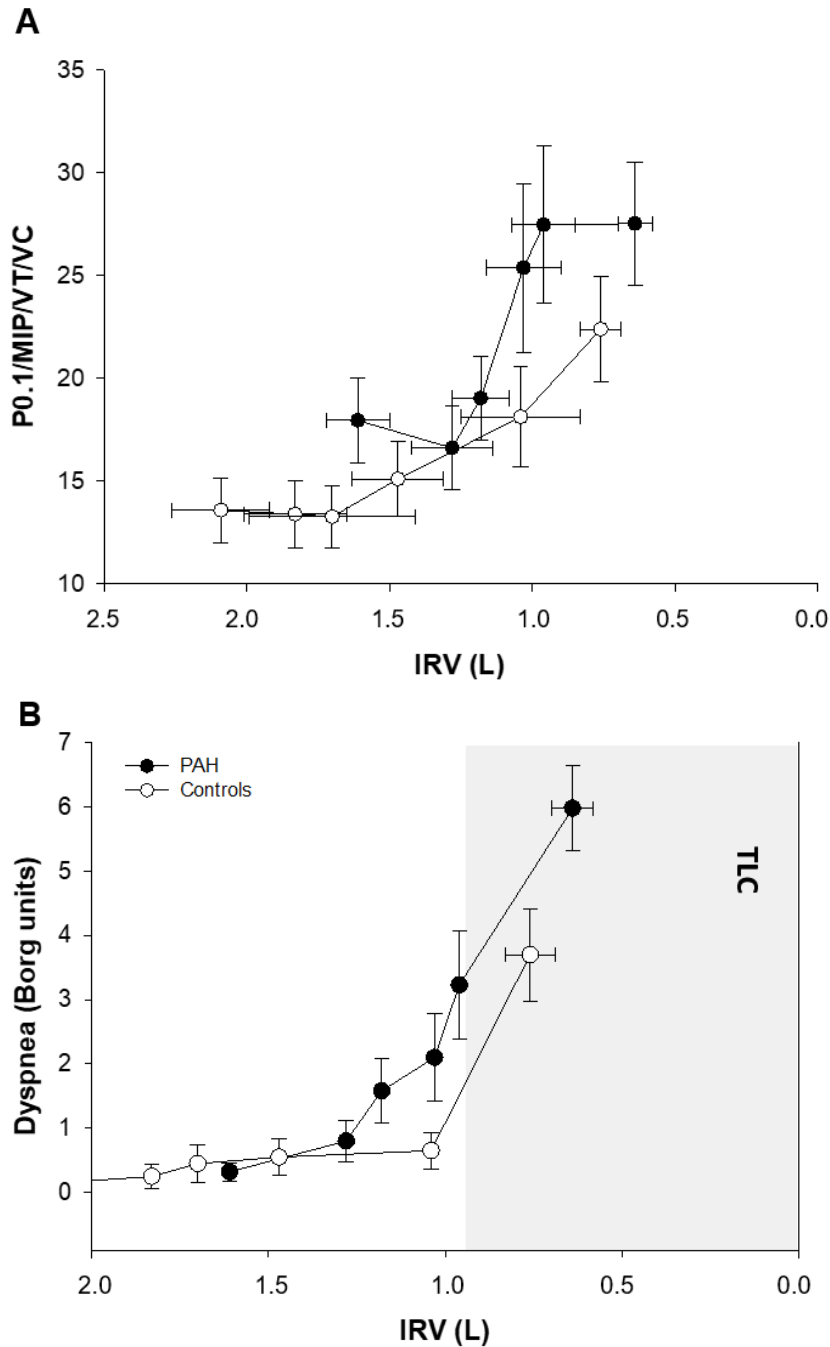 A
35
30
25
20
15
10
P0.1/MIP/VT/VC
2.5 2.0 1.5 1.0 0.5 0.0
IRV (L)
B
7
6
5
4
3
2
1
0
Dyspnea (Borg units)
PAH
Controls
TLC
2.0 1.5 1.0 0.5 0.0
IRV (L)